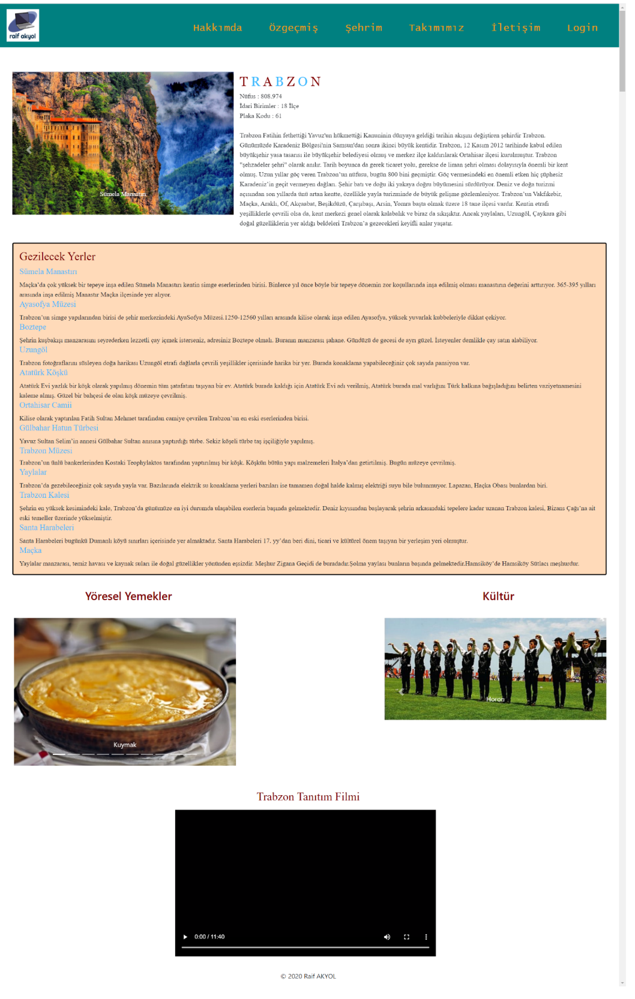 raif akyol
Hakkımda Özgeçmiş Şehrim Takımımız İletişim Login
Sümela Manastırı
TRABZON
Nüfus : 808.974
İdari Birimler : 18 İlçe
Plaka Kodu : 61
Trabzon Fatihin fethettiği Yavuz'un hükmettiği Kanuninin dünyaya geldiği tarihin akışını değiştiren şehirdir Trabzon.
Günümüzde Karadeniz Bölgesi'nin Samsun'dan sonra ikinci büyük kentidir. Trabzon, 12 Kasım 2012 tarihinde kabul edilen
büyükşehir yasa tasarısı ile büyükşehir belediyesi olmuş ve merkez ilçe kaldırılarak Ortahisar ilçesi kurulmuştur. Trabzon
"şehzadeler şehri" olarak anılır. Tarih boyunca da gerek ticaret yolu, gerekse de liman şehri olması dolayısıyla önemli bir kent
olmuş. Uzun yıllar göç veren Trabzon’un nüfusu, bugün 800 bini geçmiştir. Göç vermesindeki en önemli etken hiç şüphesiz
Karadeniz’in geçit vermeyen dağları. Şehir batı ve doğu iki yakaya doğru büyümesini sürdürüyor. Deniz ve doğa turizmi
açısından son yıllarda ünü artan kentte, özellikle yayla turizminde de büyük gelişme gözlemleniyor. Trabzon’un Vakfıkebir,
Maçka, Araklı, Of, Akçaabat, Beşikdüzü, Çarşıbaşı, Arsin, Yomra başta olmak üzere 18 tane ilçesi vardır. Kentin etrafı
yeşilliklerle çevrili olsa da, kent merkezi genel olarak kalabalık ve biraz da sıkışıktır. Ancak yaylaları, Uzungöl, Çaykara gibi
doğal güzelliklerin yer aldığı beldeleri Trabzon’a gezecekleri keyifli anlar yaşatır.
Gezilecek Yerler
Sümela Manastırı
Maçka’da çok yüksek bir tepeye inşa edilen Sümela Manastırı kentin simge eserlerinden birisi. Binlerce yıl önce böyle bir tepeye dönemin zor koşullarında inşa edilmiş olması manastırın değerini arttırıyor. 365-395 yılları
arasında inşa edilmiş Manastır Maçka ilçesinde yer alıyor.
Ayasofya Müzesi
Trabzon’un simge yapılarından birisi de şehir merkezindeki AyaSofya Müzesi.1250-12560 yılları arasında kilise olarak inşa edilen Ayasofya, yüksek yuvarlak kubbeleriyle dikkat çekiyor.
Boztepe
Şehrin kuşbakışı manzarasını seyrederken lezzetli çay içmek isterseniz, adresiniz Boztepe olmalı. Buranın manzarası şahane. Gündüzü de gecesi de ayrı güzel. İsteyenler demlikle çay satın alabiliyor.
Uzungöl
Trabzon fotoğraflarını süsleyen doğa harikası Uzungöl etrafı dağlarla çevrili yeşillikler içerisinde harika bir yer. Burada konaklama yapabileceğiniz çok sayıda pansiyon var.
Atatürk Köşkü
Atatürk Evi yazlık bir köşk olarak yapılmış dönemin tüm şatafatını taşıyan bir ev. Atatürk burada kaldığı için Atatürk Evi adı verilmiş, Atatürk burada mal varlığını Türk halkına bağışladığını belirten vaziyetnamesini
kaleme almış. Güzel bir bahçesi de olan köşk müzeye çevrilmiş.
Ortahisar Camii
Kilise olarak yaptırılan Fatih Sultan Mehmet tarafından camiye çevrilen Trabzon’un en eski eserlerinden birisi.
Gülbahar Hatun Türbesi
Yavuz Sultan Selim’in annesi Gülbahar Sultan anısına yaptırdığı türbe. Sekiz köşeli türbe taş işçiliğiyle yapılmış.
Trabzon Müzesi
Trabzon’un ünlü bankerlerinden Kostaki Teophylaktos tarafından yaptırılmış bir köşk. Köşkün bütün yapı malzemeleri İtalya’dan getirtilmiş. Bugün müzeye çevrilmiş.
Yaylalar
Trabzon’da gezebileceğiniz çok sayıda yayla var. Bazılarında elektrik su konaklama yerleri bazıları ise tamamen doğal halde kalmış elektriği suyu bile bulunmuyor. Lapazan, Haçka Obası bunlardan biri.
Trabzon Kalesi
Şehrin en yüksek kesimindeki kale, Trabzon’da günümüze en iyi durumda ulaşabilen eserlerin başında gelmektedir. Deniz kıyısından başlayarak şehrin arkasındaki tepelere kadar uzanan Trabzon kalesi, Bizans Çağı’na ait
eski temeller üzerinde yükselmiştir.
Santa Harabeleri
Santa Harabeleri bugünkü Dumanlı köyü sınırları içerisinde yer almaktadır. Santa Harabeleri 17. yy’dan beri dini, ticari ve kültürel önem taşıyan bir yerleşim yeri olmuştur.
Maçka
Yaylalar manzarası, temiz havası ve kaynak suları ile doğal güzellikler yönünden eşsizdir. Meşhur Zigana Geçidi de buradadır.Şolma yaylası bunların başında gelmektedir.Hamsiköy’de Hamsiköy Sütlacı meşhurdur.
Yöresel Yemekler
Kültür
Kuymak
Horon
Trabzon Tanıtım Filmi
0:00 / 11:40
© 2020 Raif AKYOL